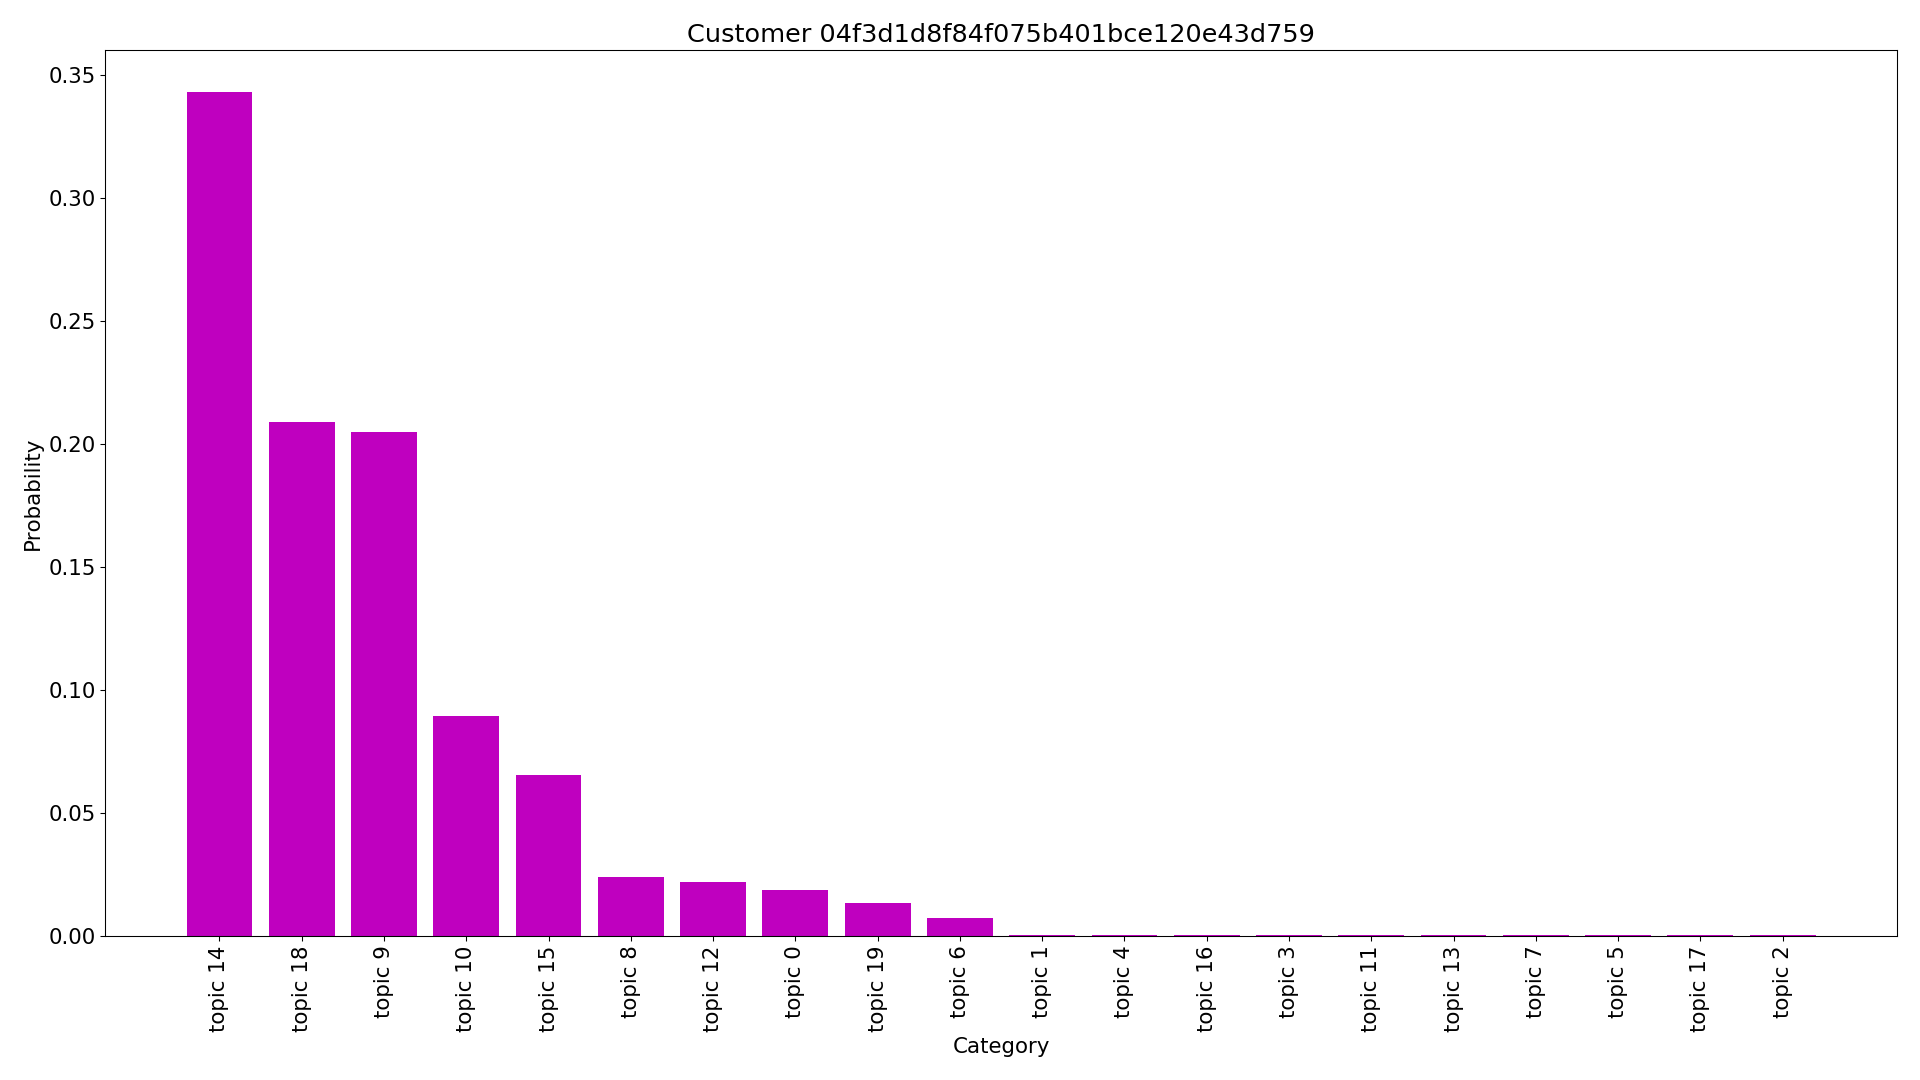 Customer 04f3d1d8f84f075b401bce120e43d759
Probability
0.35
0.30
0.25
0.20
0.15
0.10
0.05
0.00
topic 14
topic 18
topic 9
topic 10
topic 15
topic 8
topic 12
topic 0
topic 19
topic 6
topic 1
topic 4
topic 16
topic 3
topic 11
topic 13
topic 7
topic 5
topic 17
topic 2
Category